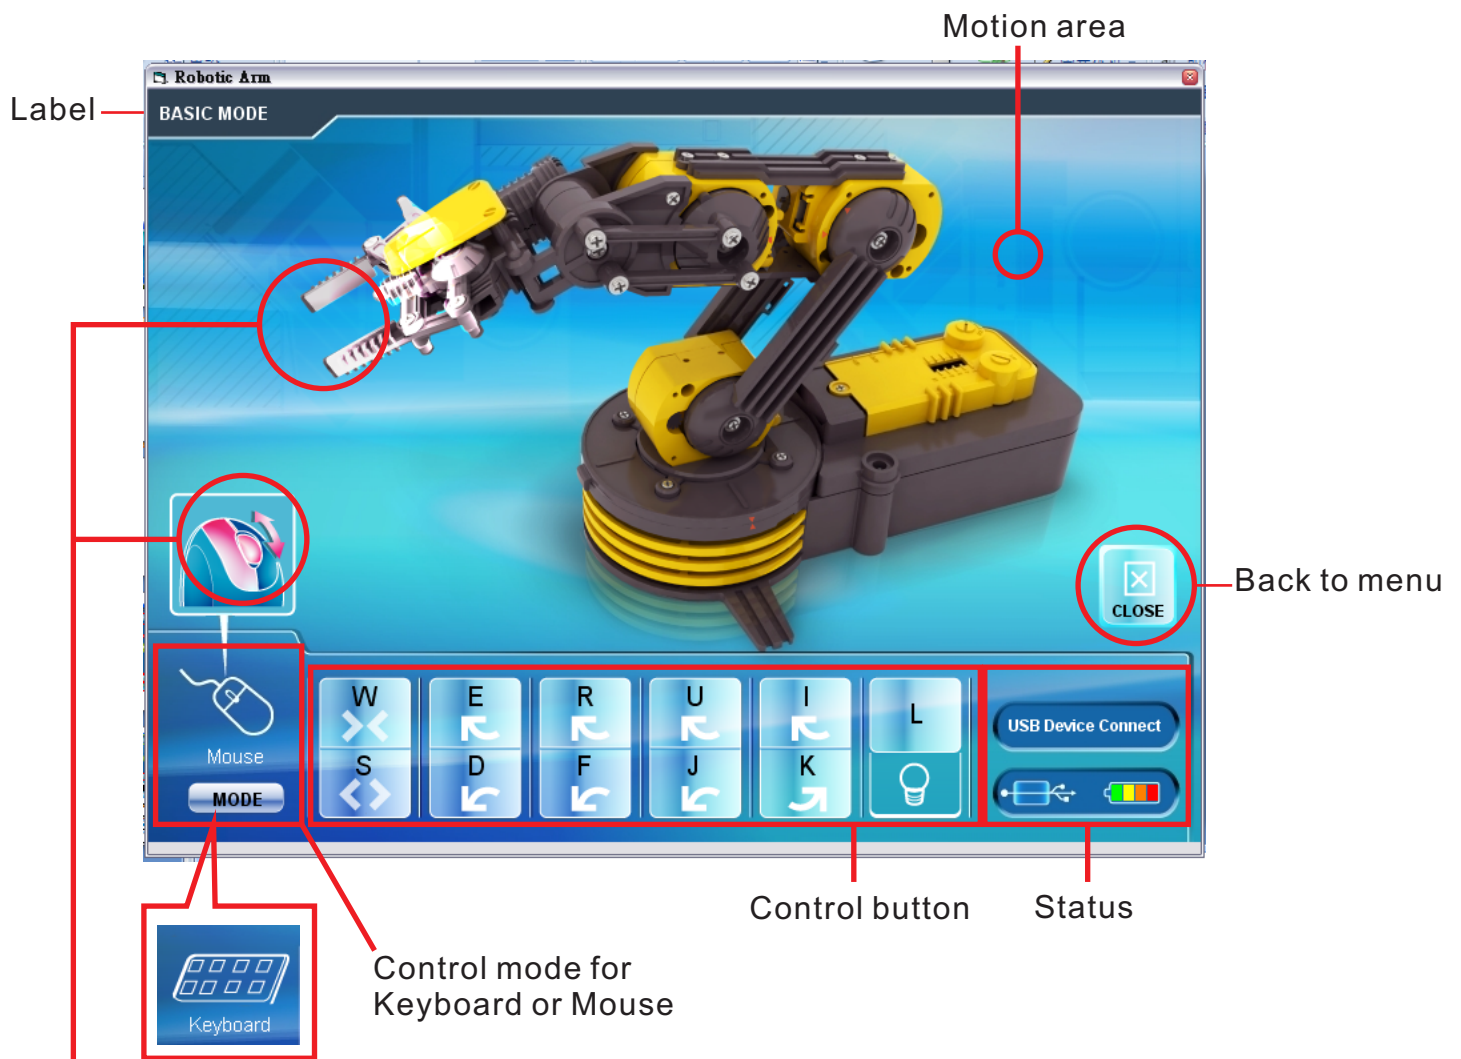 Motion area
Robotic Arm
Label
BASIC MODE
Back to menu
CLOSE
W E R U I L
S D F J K
Mouse
MODE
USB Device Connect
Control button
Status
Control mode for
Keyboard or Mouse
Keyboard